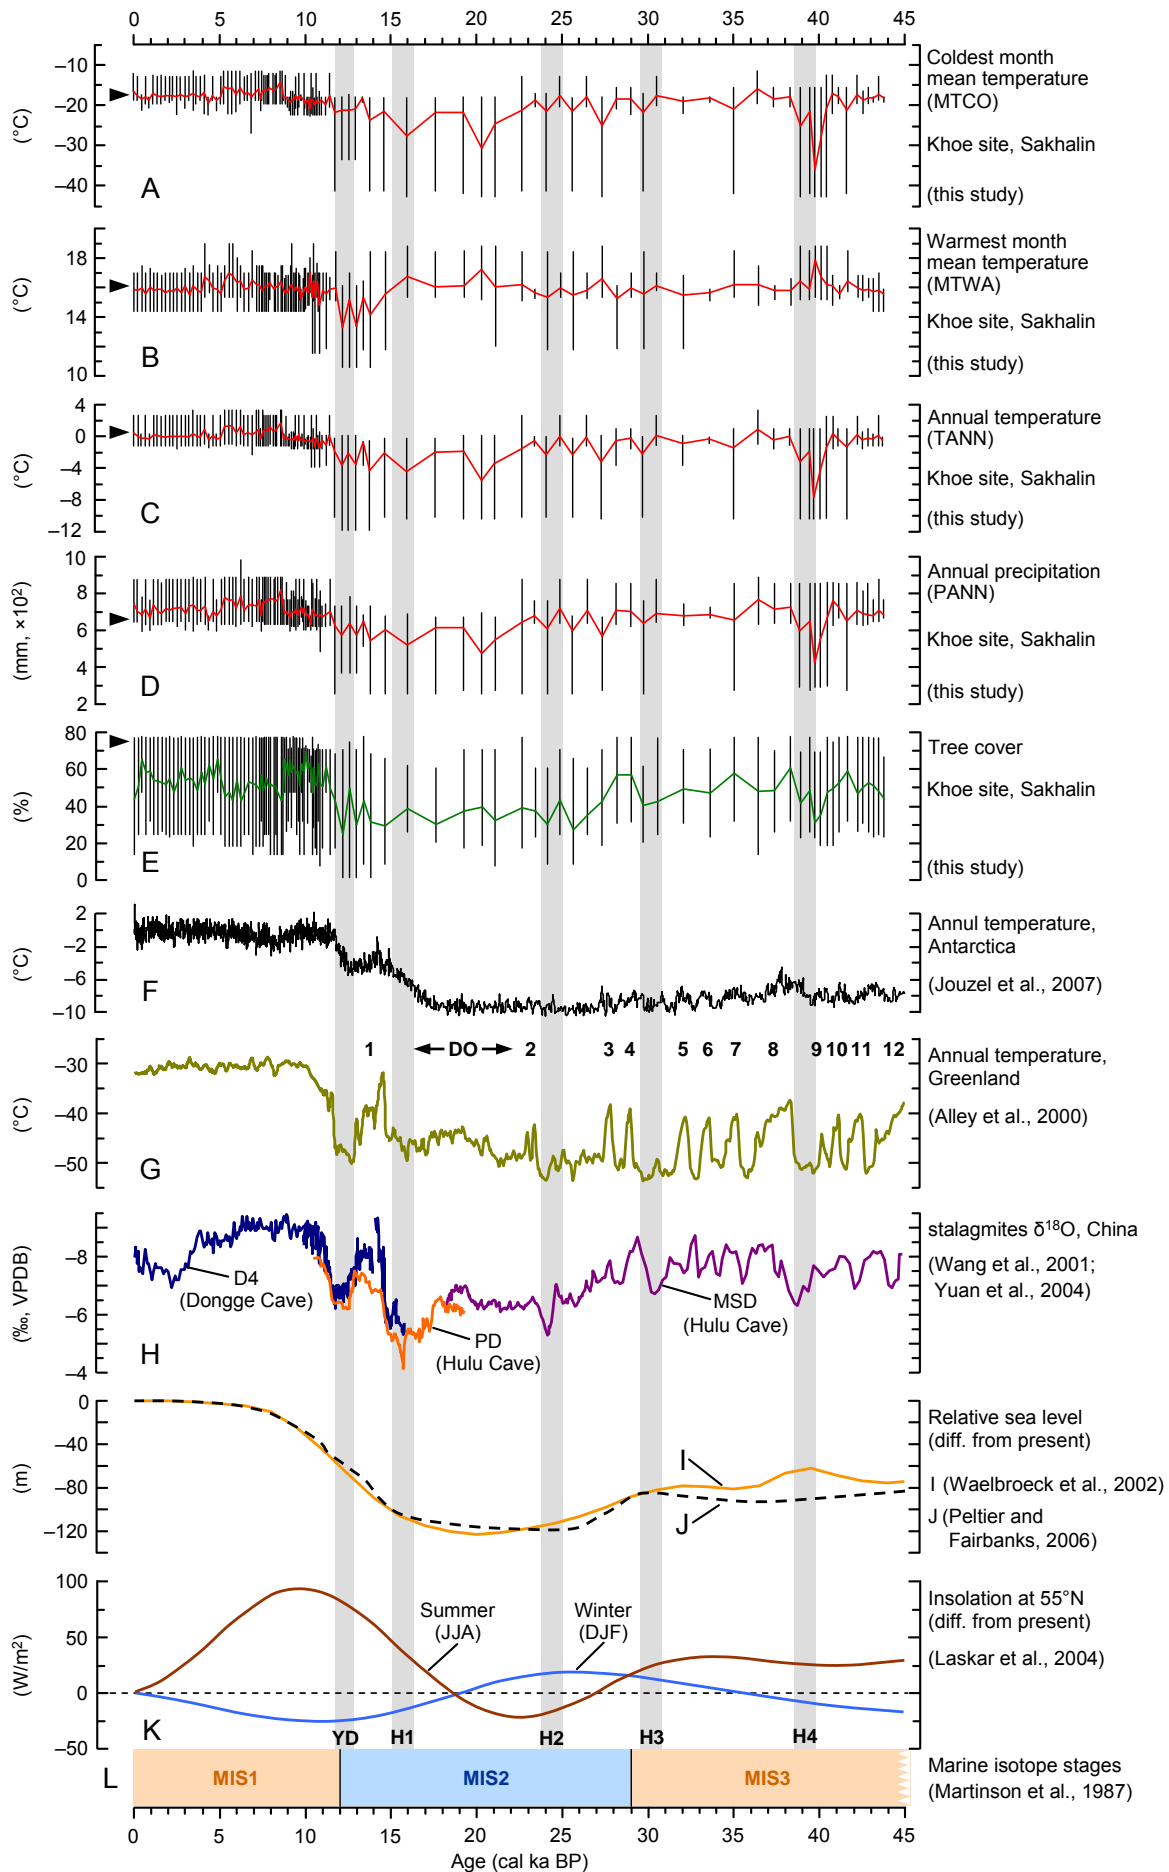 0 5 10 15 20 25 30 35 40 45
–10
–20
–30
–40
(°C)
A
Coldest month
mean temperature
(MTCO)
Khoe site, Sakhalin
(this study)
18
14
10
(°C)
B
Warmest month
mean temperature
(MTWA)
Khoe site, Sakhalin
(this study)
4
0
–4
–8
–12
(°C)
C
Annual temperature
(TANN)
Khoe site, Sakhalin
(this study)
10
8
6
4
2
(mm, ×10²)
D
Annual precipitation
(PANN)
Khoe site, Sakhalin
(this study)
80
60
40
20
0
(%)
E
Tree cover
Khoe site, Sakhalin
(this study)
2
–2
–6
–10
(°C)
F
Annul temperature,
Antarctica
(Jouzel et al., 2007)
–30
–40
–50
(°C)
G
1 DO 2 3 4 5 6 7 8 9 10 11 12
Annual temperature,
Greenland
(Alley et al., 2000)
–8
–6
–4
(‰, VPDB)
H
D4
(Dongge Cave)
PD
(Hulu Cave)
MSD
(Hulu Cave)
stalagmites δ¹⁸O, China
(Wang et al., 2001;
Yuan et al., 2004)
0
–40
–80
–120
(m)
I
J
Relative sea level
(diff. from present)
I (Waelbroeck et al., 2002)
J (Peltier and
Fairbanks, 2006)
100
50
0
–50
(W/m²)
K
Summer
(JJA)
Winter
(DJF)
YD H1 H2 H3 H4
Insolation at 55°N
(diff. from present)
(Laskar et al., 2004)
L
MIS1 MIS2 MIS3
Marine isotope stages
(Martinson et al., 1987)
0 5 10 15 20 25 30 35 40 45
Age (cal ka BP)